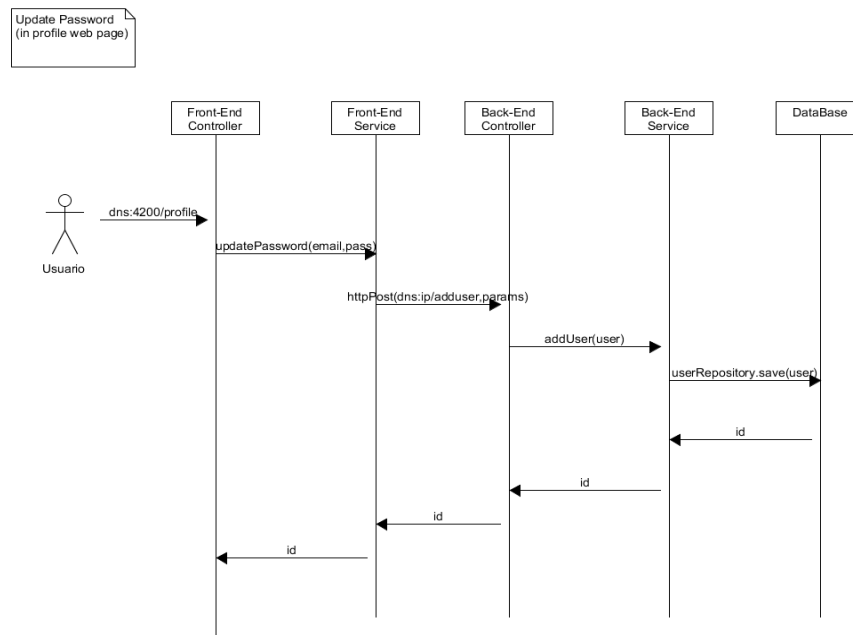 Update Password
(in profile web page)
Front-End
Controller
Front-End
Service
Back-End
Controller
Back-End
Service
DataBase
dns:4200/profile
Usuario
updatePassword(email,pass)
httpPost(dns:ip/adduser,params)
addUser(user)
userRepository.save(user)
id
id
id
id